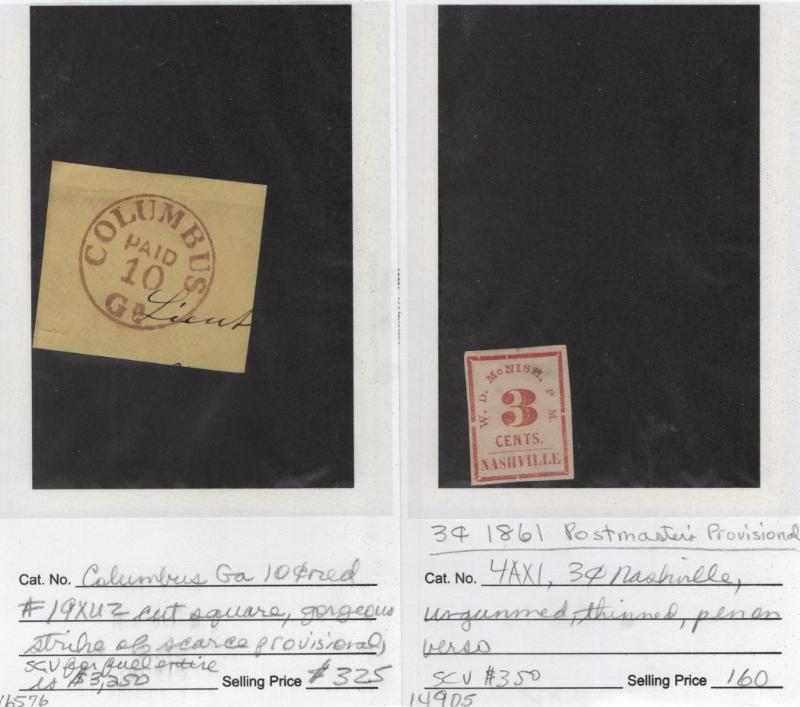 COLUMBUS
PAID
10
Ga
Lieut
Cat. No. Columbus Ga 10¢ red
#19XU2 cut square, gorgeous
strike of scarce provisional,
SCV for full entire
is $3,250 Selling Price $325
16576
W. D. McNISH, P. M.
3
CENTS.
NASHVILLE
3¢ 1861 Postmaster's Provisional
Cat. No. 4AX1, 3¢ Nashville,
ungummed, thinned, pen on
verso
SCV $350 Selling Price 160
14905